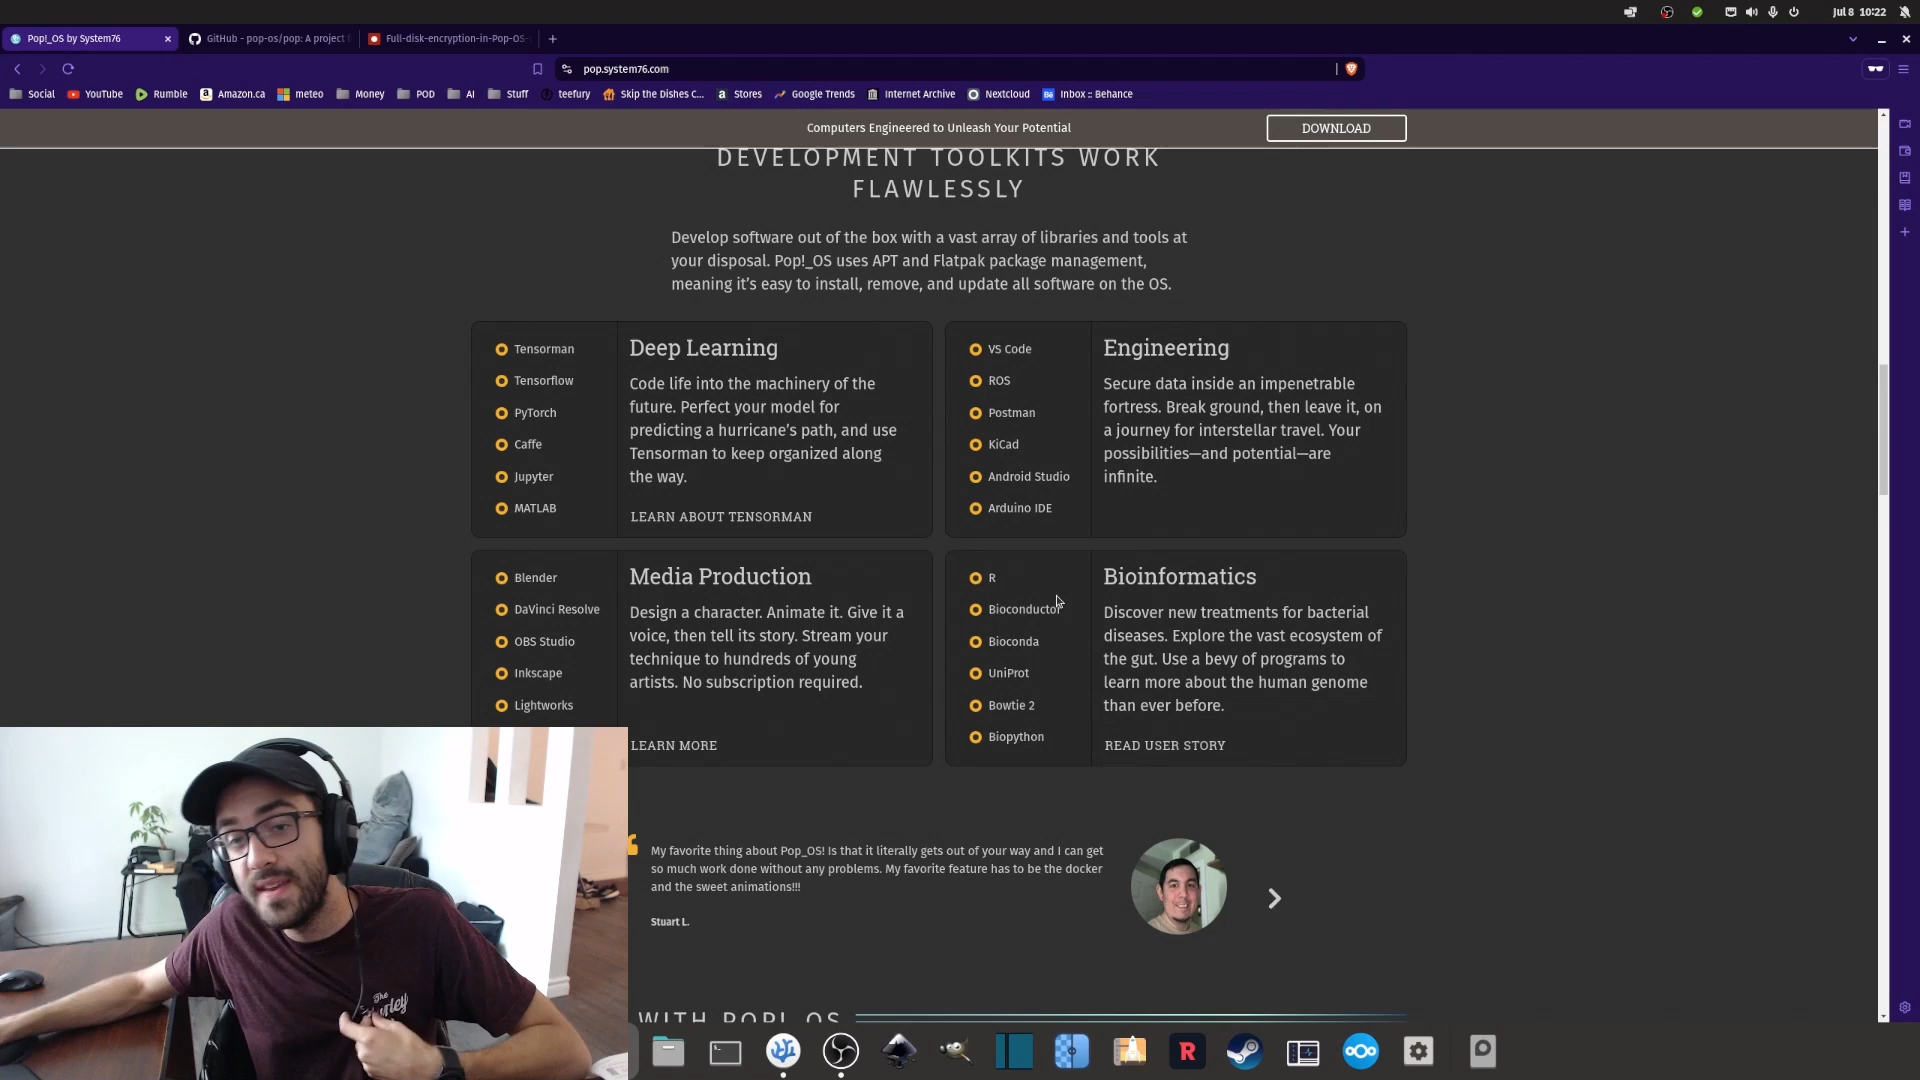 Jul 8 10:22
Pop!_OS by System76
GitHub - pop-os/pop: A project
Full-disk-encryption-in-Pop-OS-
pop.system76.com
Social
YouTube
Rumble
Amazon.ca
meteo
Money
POD
AI
Stuff
teefury
Skip the Dishes C...
Stores
Google Trends
Internet Archive
Nextcloud
Inbox :: Behance
Computers Engineered to Unleash Your Potential
DOWNLOAD
DEVELOPMENT TOOLKITS WORK
FLAWLESSLY
Develop software out of the box with a vast array of libraries and tools at
your disposal. Pop!_OS uses APT and Flatpak package management,
meaning it's easy to install, remove, and update all software on the OS.
Tensorman
Tensorflow
PyTorch
Caffe
Jupyter
MATLAB
Deep Learning
Code life into the machinery of the
future. Perfect your model for
predicting a hurricane's path, and use
Tensorman to keep organized along
the way.
LEARN ABOUT TENSORMAN
VS Code
ROS
Postman
KiCad
Android Studio
Arduino IDE
Engineering
Secure data inside an impenetrable
fortress. Break ground, then leave it, on
a journey for interstellar travel. Your
possibilities—and potential—are
infinite.
Blender
DaVinci Resolve
OBS Studio
Inkscape
Lightworks
Media Production
Design a character. Animate it. Give it a
voice, then tell its story. Stream your
technique to hundreds of young
artists. No subscription required.
LEARN MORE
R
Bioconductor
Bioconda
UniProt
Bowtie 2
Biopython
Bioinformatics
Discover new treatments for bacterial
diseases. Explore the vast ecosystem of
the gut. Use a bevy of programs to
learn more about the human genome
than ever before.
READ USER STORY
My favorite thing about Pop_OS! Is that it literally gets out of your way and I can get
so much work done without any problems. My favorite feature has to be the docker
and the sweet animations!!!
Stuart L.
WITH POP!_OS
The